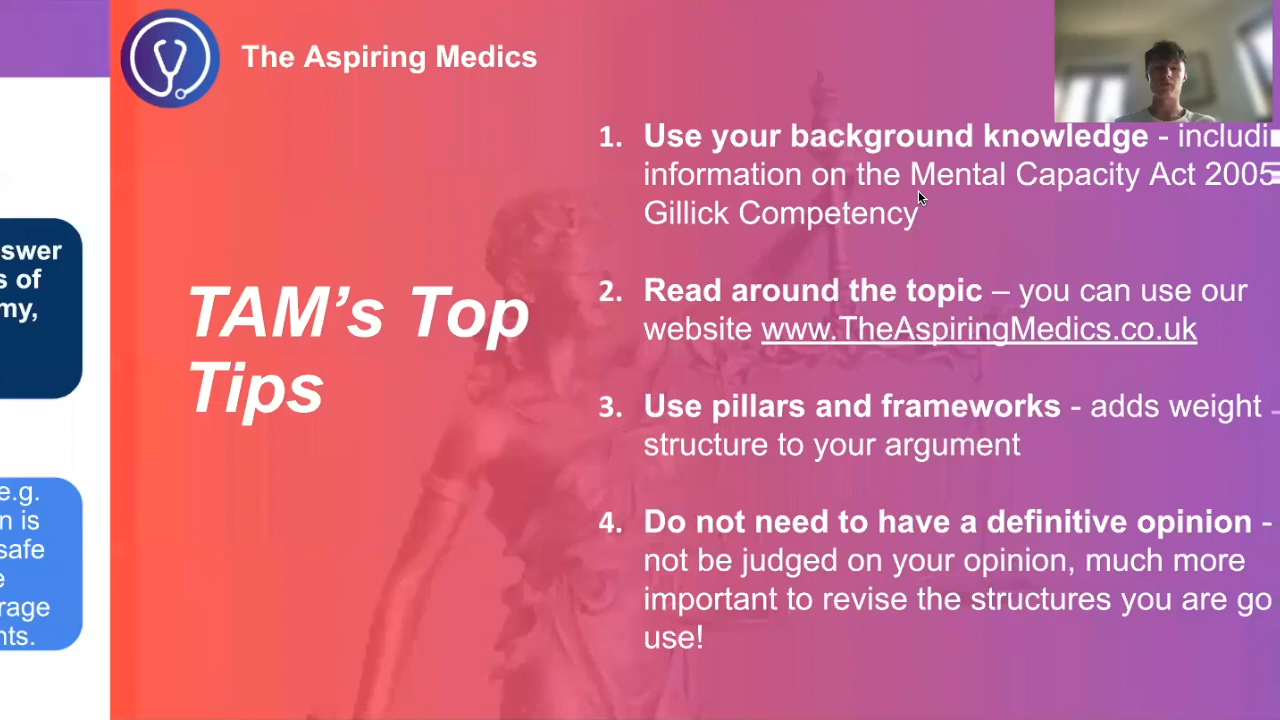 The Aspiring Medics
swer
s of
my,
e.g.
n is
safe
e
rage
nts.
TAM's Top
Tips
1. Use your background knowledge -
information on the Mental Capacity Act 2005
Gillick Competency
2. Read around the topic – you can use our
website www.TheAspiringMedics.co.uk
3. Use pillars and frameworks - adds weight
structure to your argument
4. Do not need to have a definitive opinion -
not be judged on your opinion, much more
important to revise the structures you are go
use!